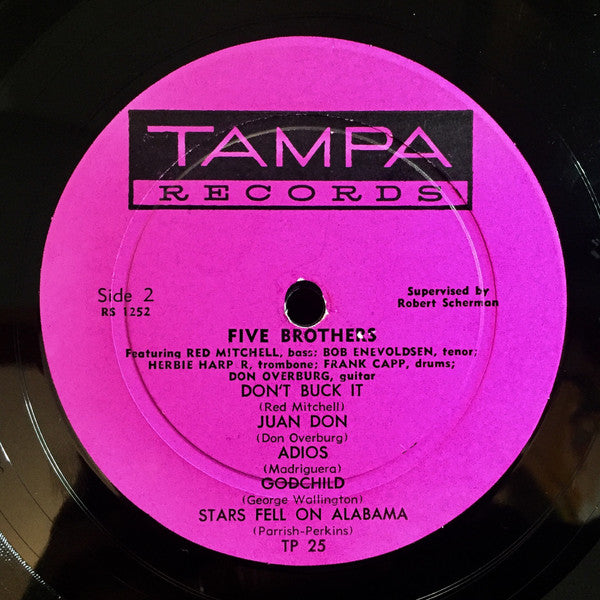 TAMPA
RECORDS
Side 2
RS 1252
Supervised by
Robert Scherman
FIVE BROTHERS
Featuring RED MITCHELL, bass: BOB ENEVOLDSEN, tenor;
HERBIE HARP R, trombone; FRANK CAPP, drums;
DON OVERBURG, guitar
DON'T BUCK IT
(Red Mitchell)
JUAN DON
(Don Overburg)
ADIOS
(Madriguera)
GODCHILD
(George Wallington)
STARS FELL ON ALABAMA
(Parrish-Perkins)
TP 25